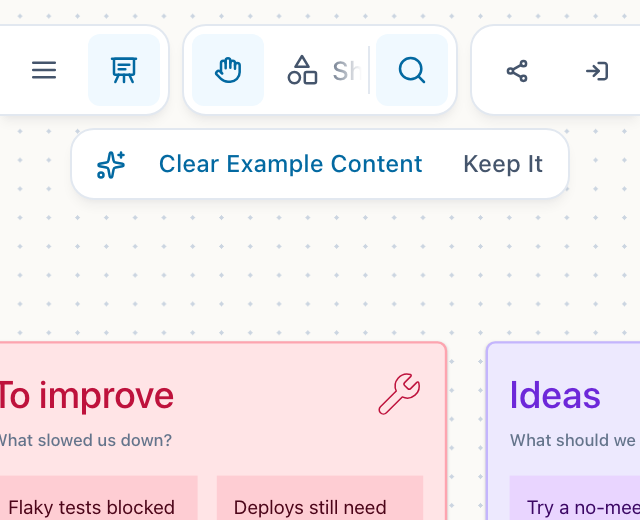 Sh
Clear Example Content Keep It
To improve
What slowed us down?
Flaky tests blocked
Deploys still need
Ideas
What should we
Try a no-mee